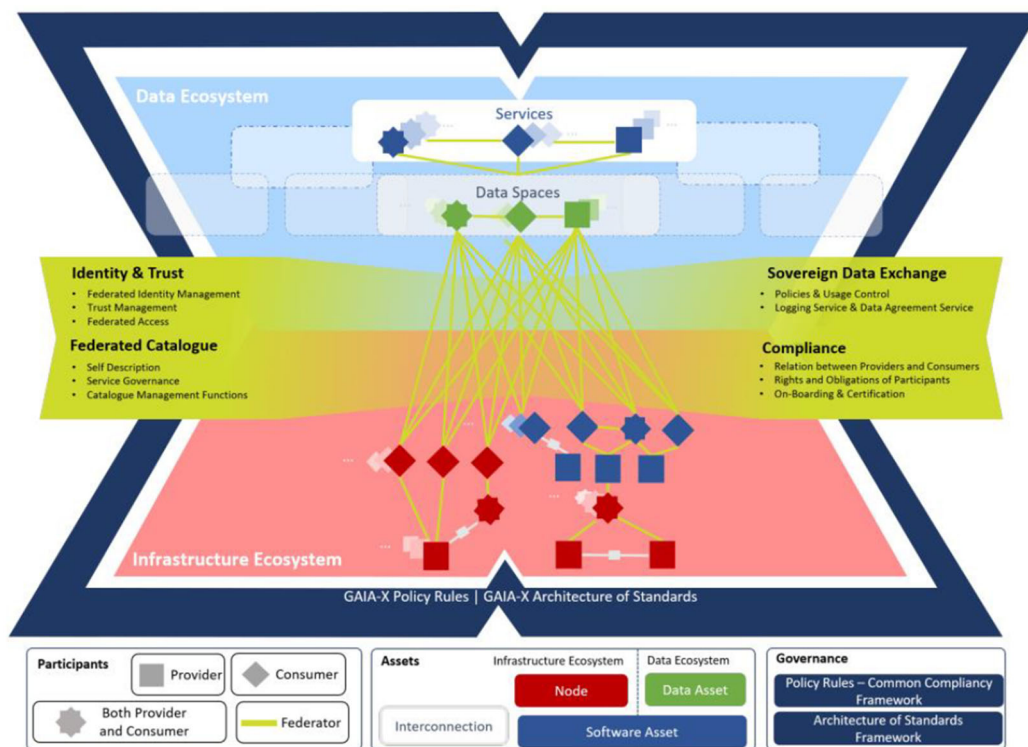 Data Ecosystem
Services
Data Spaces
Identity & Trust
• Federated Identity Management
• Trust Management
• Federated Access
Federated Catalogue
• Self Description
• Service Governance
• Catalogue Management Functions
Sovereign Data Exchange
• Policies & Usage Control
• Logging Service & Data Agreement Service
Compliance
• Relation between Providers and Consumers
• Rights and Obligations of Participants
• On-Boarding & Certification
Infrastructure Ecosystem
GAIA-X Policy Rules | GAIA-X Architecture of Standards
Participants
Provider
Consumer
Both Provider
and Consumer
Federator
Assets
Infrastructure Ecosystem
Data Ecosystem
Node
Data Asset
Interconnection
Software Asset
Governance
Policy Rules – Common Compliancy
Framework
Architecture of Standards
Framework